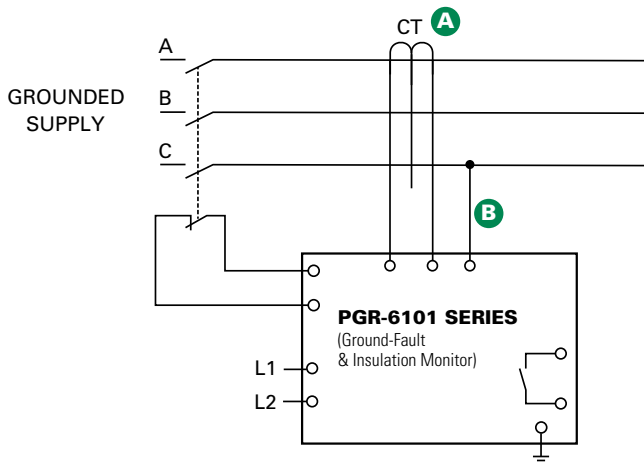 CT A
A
GROUNDED
SUPPLY
B
C
B
PGR-6101 SERIES
(Ground-Fault
& Insulation Monitor)
L1
L2